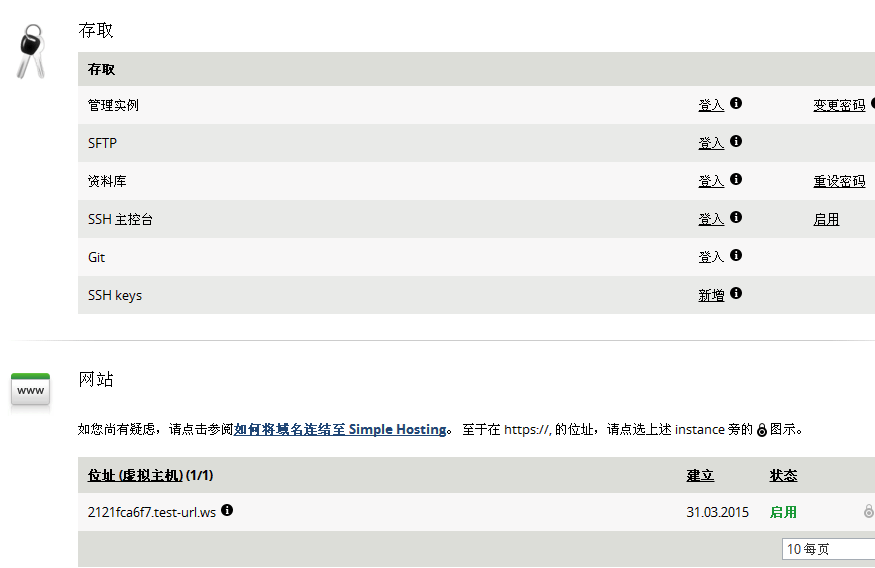 存取
存取
管理实例 登入 变更密码
SFTP 登入
资料库 登入 重设密码
SSH 主控台 登入 启用
Git 登入
SSH keys 新增
www 网站
如您尚有疑虑，请点击参阅如何将域名连结至 Simple Hosting。 至于在 https://, 的位址，请点选上述 instance 旁的 图示。
位址 (虚拟主机) (1/1) 建立 状态
2121fca6f7.test-url.ws 31.03.2015 启用
10 每页